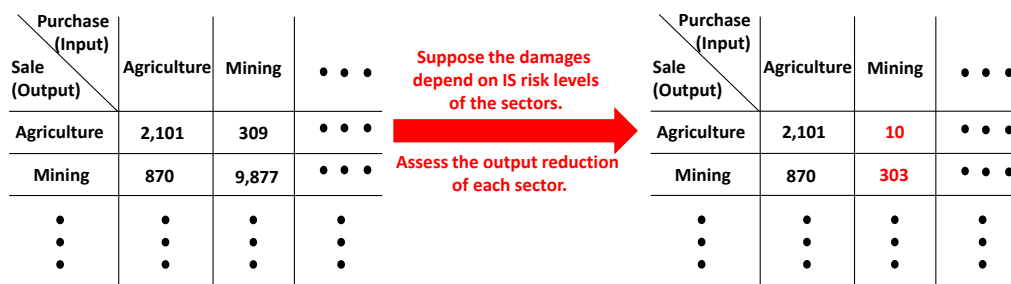 Purchase
(Input)
Sale
(Output)
Agriculture Mining • • •
Agriculture 2,101 309 • • •
Mining 870 9,877 • • •
Suppose the damages
depend on IS risk levels
of the sectors.
Assess the output reduction
of each sector.
Purchase
(Input)
Sale
(Output)
Agriculture Mining • • •
Agriculture 2,101 10 • • •
Mining 870 303 • • •